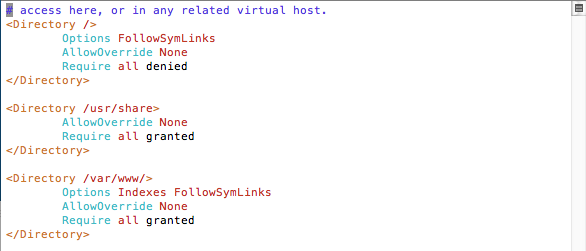 # access here, or in any related virtual host.
<Directory />
        Options FollowSymLinks
        AllowOverride None
        Require all denied
</Directory>

<Directory /usr/share>
        AllowOverride None
        Require all granted
</Directory>

<Directory /var/www/>
        Options Indexes FollowSymLinks
        AllowOverride None
        Require all granted
</Directory>